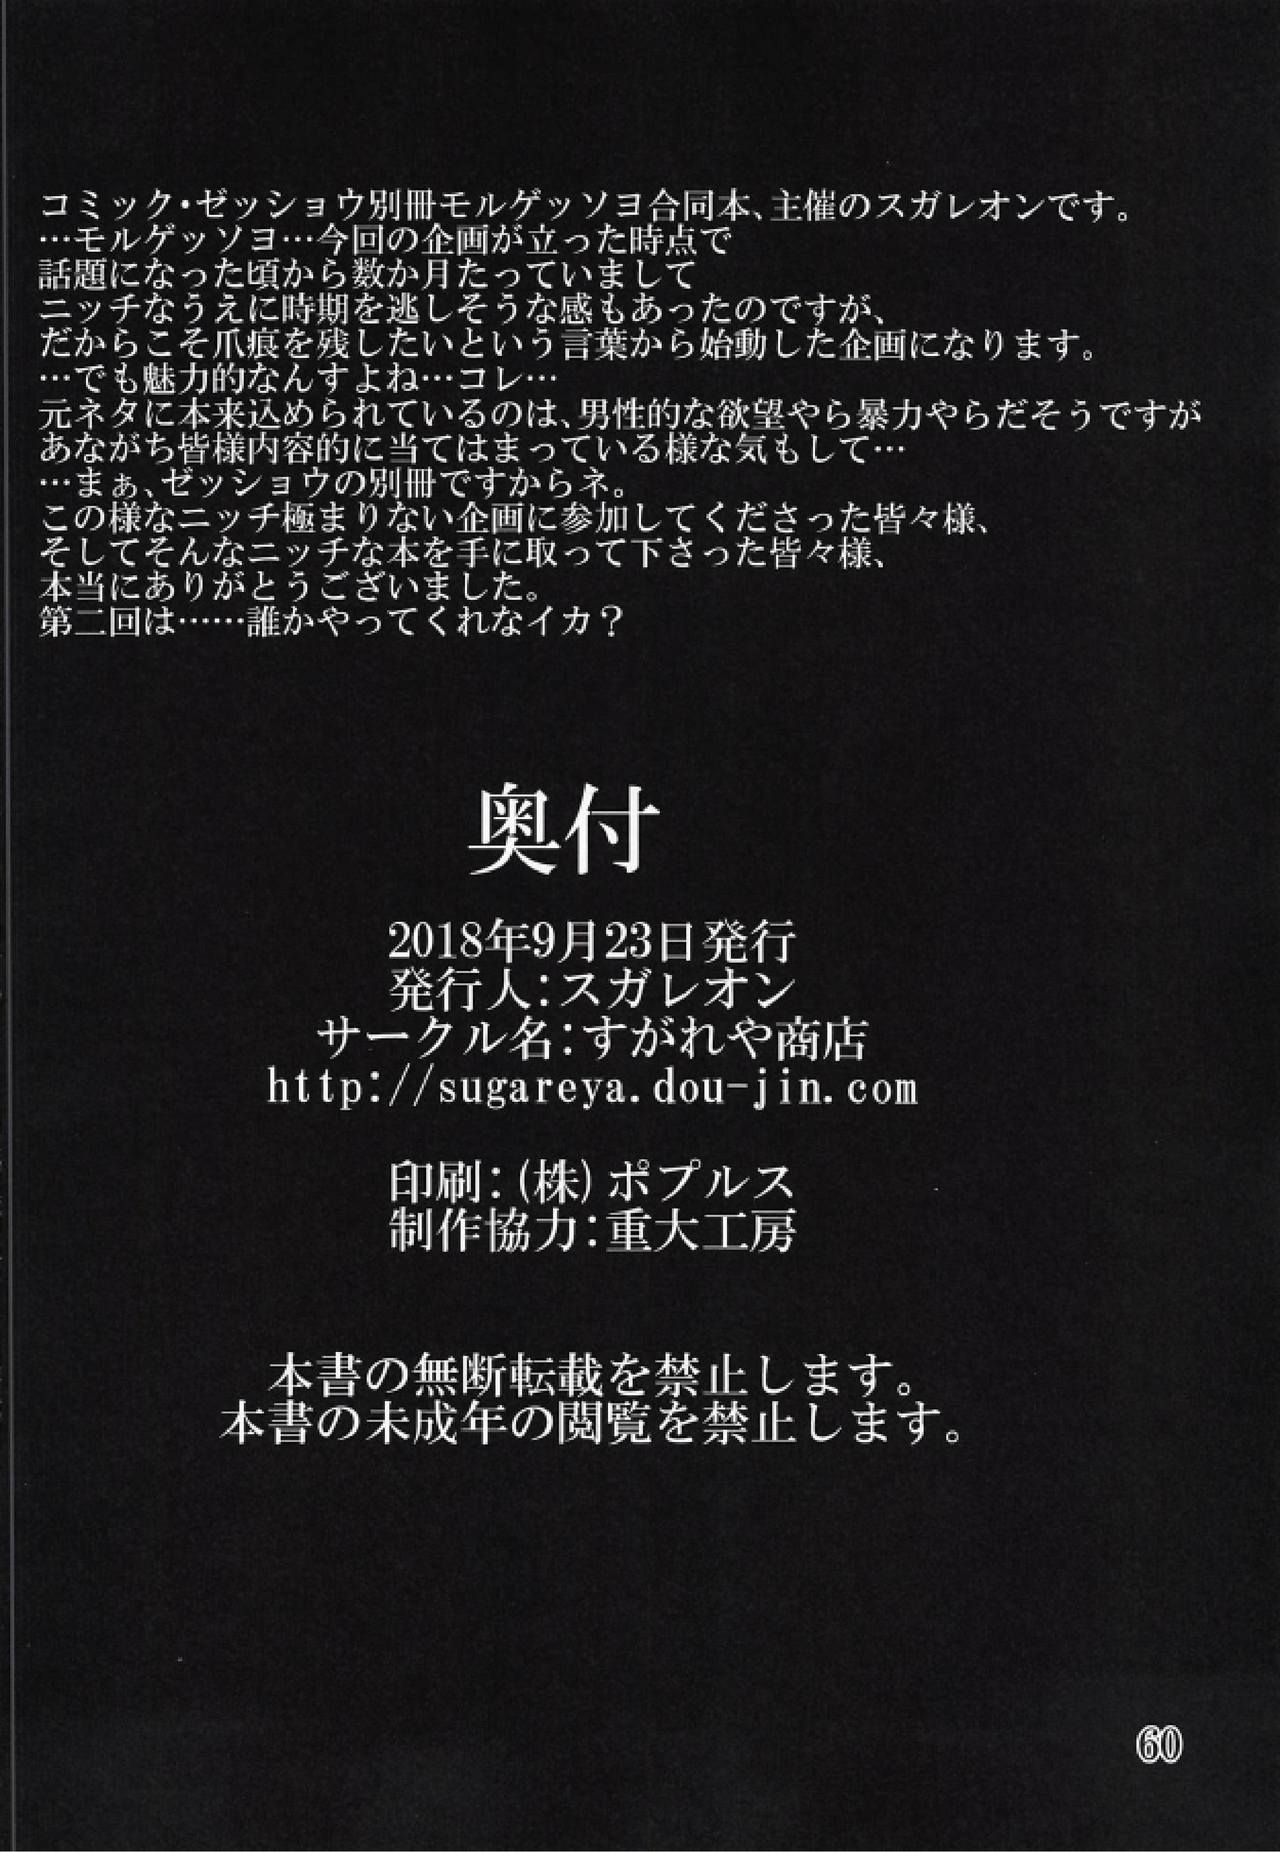 コミック・ゼッショウ別冊モルゲッソヨ合同本、主催のスガレオンです。
…モルゲッソヨ…今回の企画が立った時点で
話題になった頃から数か月たっていまして
ニッチなうえに時期を逃しそうな感もあったのですが、
だからこそ爪痕を残したいという言葉から始動した企画になります。
…でも魅力的なんすよね…コレ…
元ネタに本来込められているのは、男性的な欲望やら暴力やらだそうですが
あながち皆様内容的に当てはまっている様な気もして…
…まぁ、ゼッショウの別冊ですからネ。
この様なニッチ極まりない企画に参加してくださった皆々様、
そしてそんなニッチな本を手に取って下さった皆々様、
本当にありがとうございました。
第二回は……誰かやってくれなイカ？
奥付
2018年9月23日発行
発行人：スガレオン
サークル名：すがれや商店
http://sugareya.dou-jin.com
印刷：(株)ポプルス
制作協力：重大工房
本書の無断転載を禁止します。
本書の未成年の閲覧を禁止します。
60